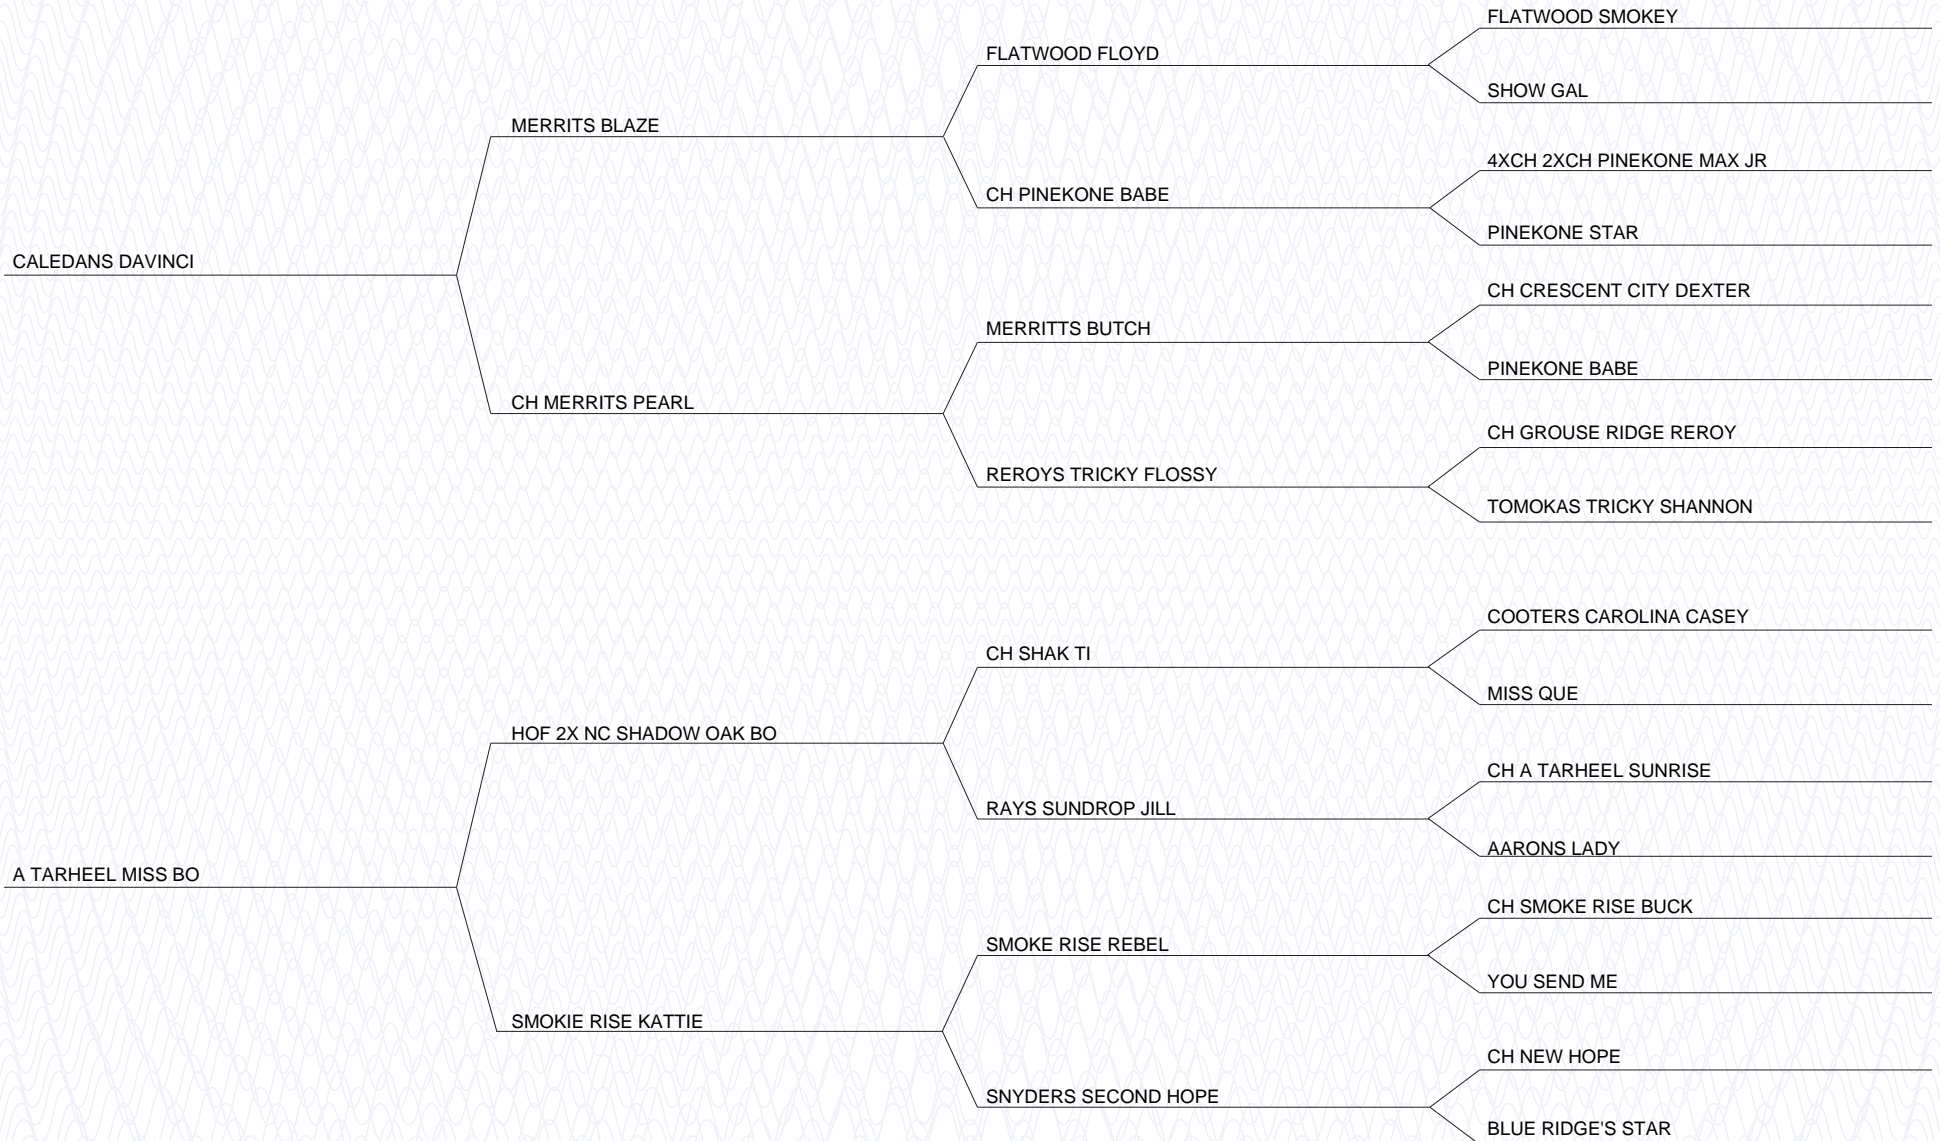 FLATWOOD SMOKEY
FLATWOOD FLOYD
SHOW GAL
MERRITS BLAZE
4XCH 2XCH PINEKONE MAX JR
CH PINEKONE BABE
PINEKONE STAR
CALEDANS DAVINCI
CH CRESCENT CITY DEXTER
MERRITTS BUTCH
PINEKONE BABE
CH MERRITS PEARL
CH GROUSE RIDGE REROY
REROYS TRICKY FLOSSY
TOMOKAS TRICKY SHANNON
COOTERS CAROLINA CASEY
CH SHAK TI
MISS QUE
HOF 2X NC SHADOW OAK BO
CH A TARHEEL SUNRISE
RAYS SUNDROP JILL
AARONS LADY
A TARHEEL MISS BO
CH SMOKE RISE BUCK
SMOKE RISE REBEL
YOU SEND ME
SMOKIE RISE KATTIE
CH NEW HOPE
SNYDERS SECOND HOPE
BLUE RIDGE'S STAR